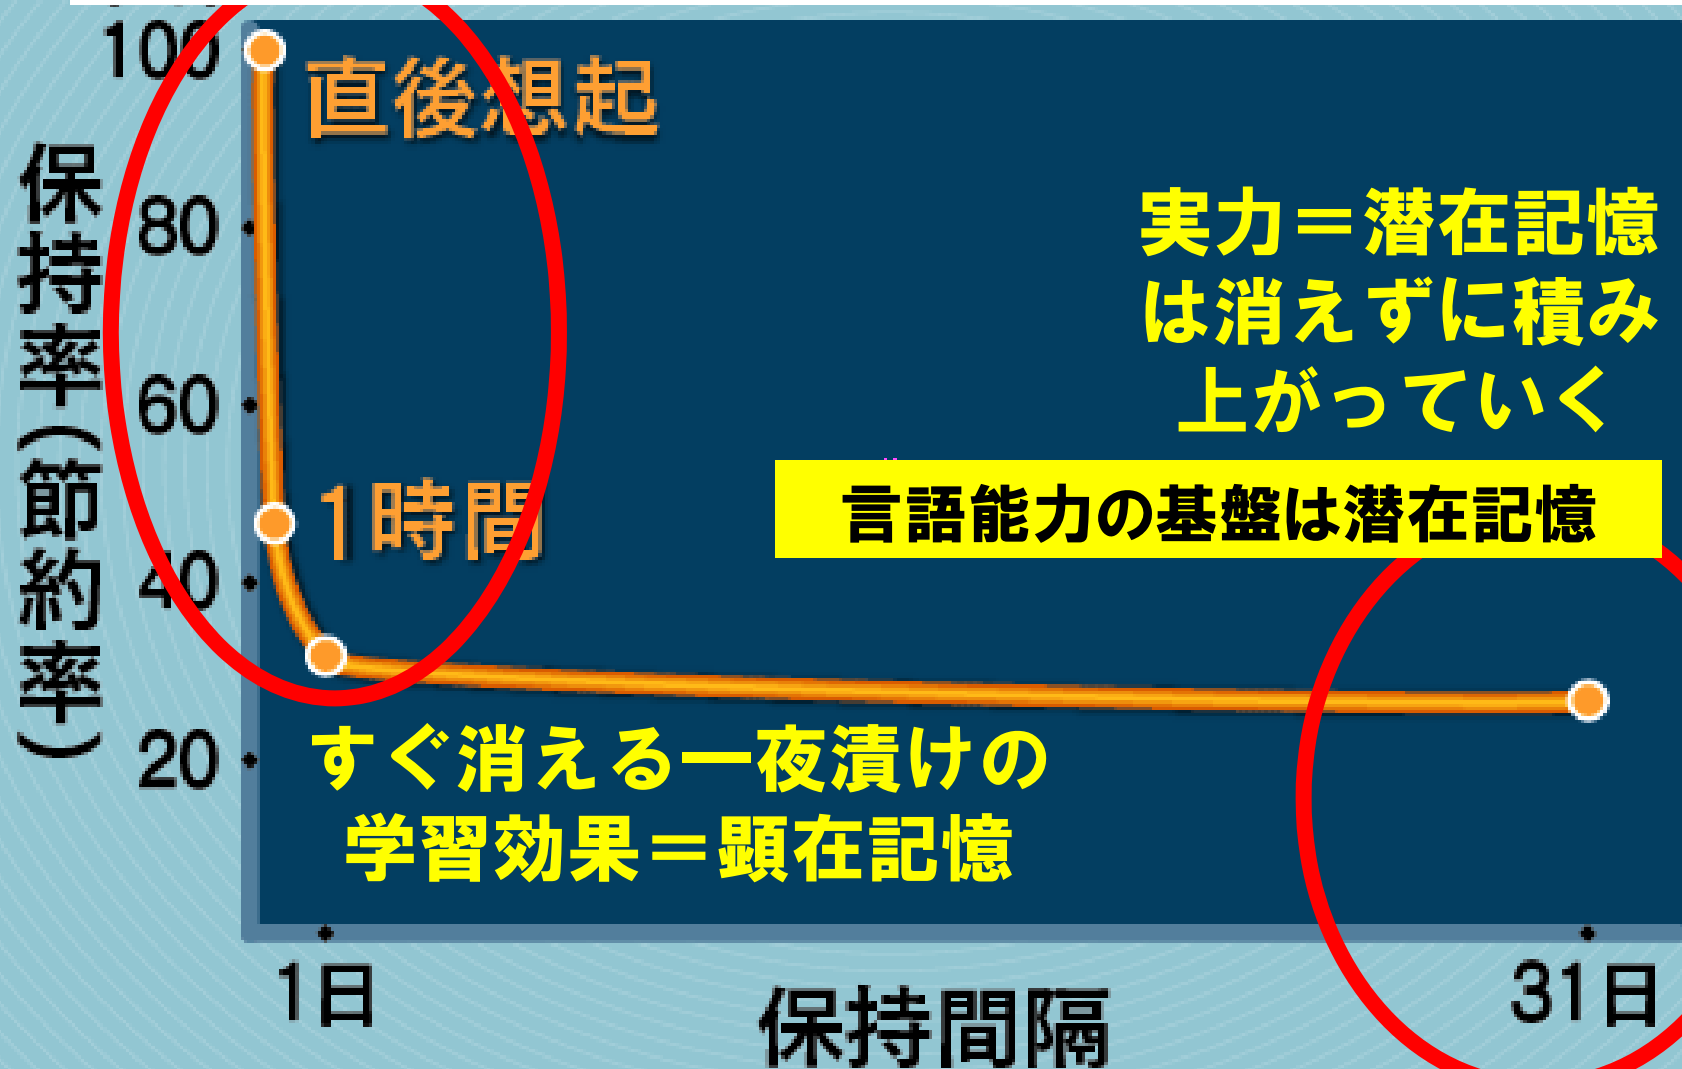 100
直後想起
80
60
1時間
40
20
保持率(節約率)
実力＝潜在記憶
は消えずに積み
上がっていく
言語能力の基盤は潜在記憶
すぐ消える一夜漬けの
学習効果＝顕在記憶
1日
31日
保持間隔